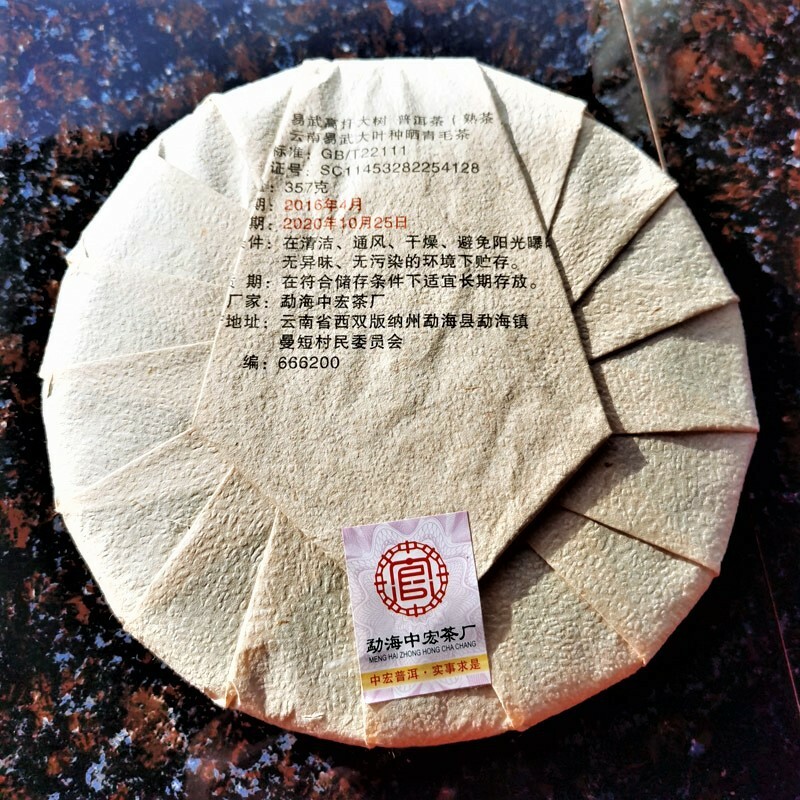 易武高杆大树 普洱茶(熟茶
云南易武大叶种晒青毛茶
标准：GB/T22111
证号：SC11453282254128
：357克
期：2016年4月
期：2020年10月25日
件：在清洁、通风、干燥、避免阳光曝
无异味、无污染的环境下贮存。
期：在符合储存条件下适宜长期存放。
厂家：勐海中宏茶厂
地址：云南省西双版纳州勐海县勐海镇
曼短村民委员会
编：666200
官
勐海中宏茶厂
MENG HAI ZHONG HONG CHA CHANG
中宏普洱·实事求是